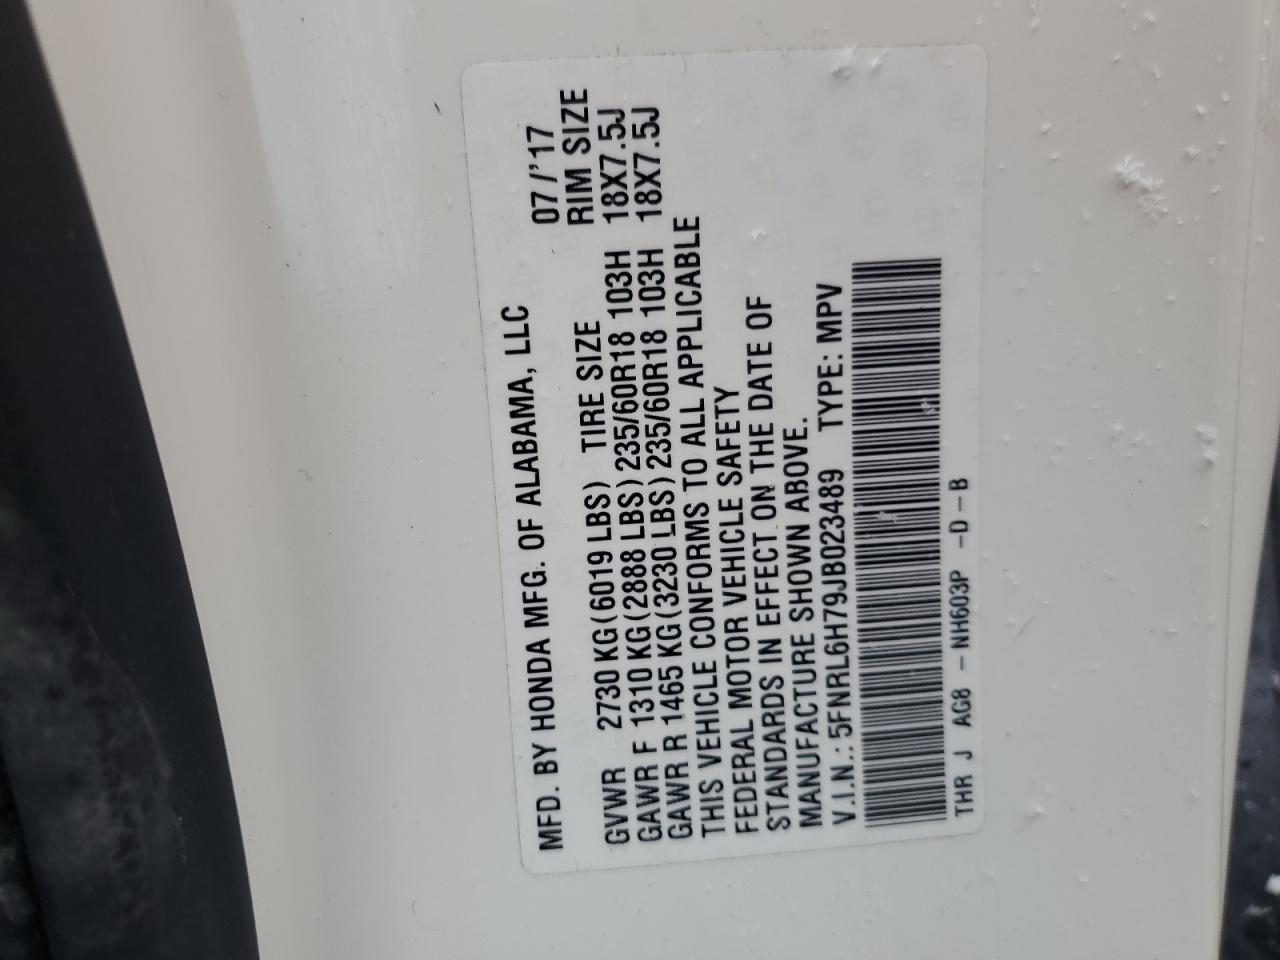 MFD. BY HONDA MFG. OF ALABAMA, LLC
07/'17
GVWR 2730 KG(6019 LBS) TIRE SIZE RIM SIZE
GAWR F 1310 KG(2888 LBS)235/60R18 103H 18X7.5J
GAWR R 1465 KG(3230 LBS)235/60R18 103H 18X7.5J
THIS VEHICLE CONFORMS TO ALL APPLICABLE
FEDERAL MOTOR VEHICLE SAFETY
STANDARDS IN EFFECT ON THE DATE OF
MANUFACTURE SHOWN ABOVE.
V.I.N.: 5FNRL6H79JB023489 TYPE: MPV
THR J AG8 - NH603P -D-B